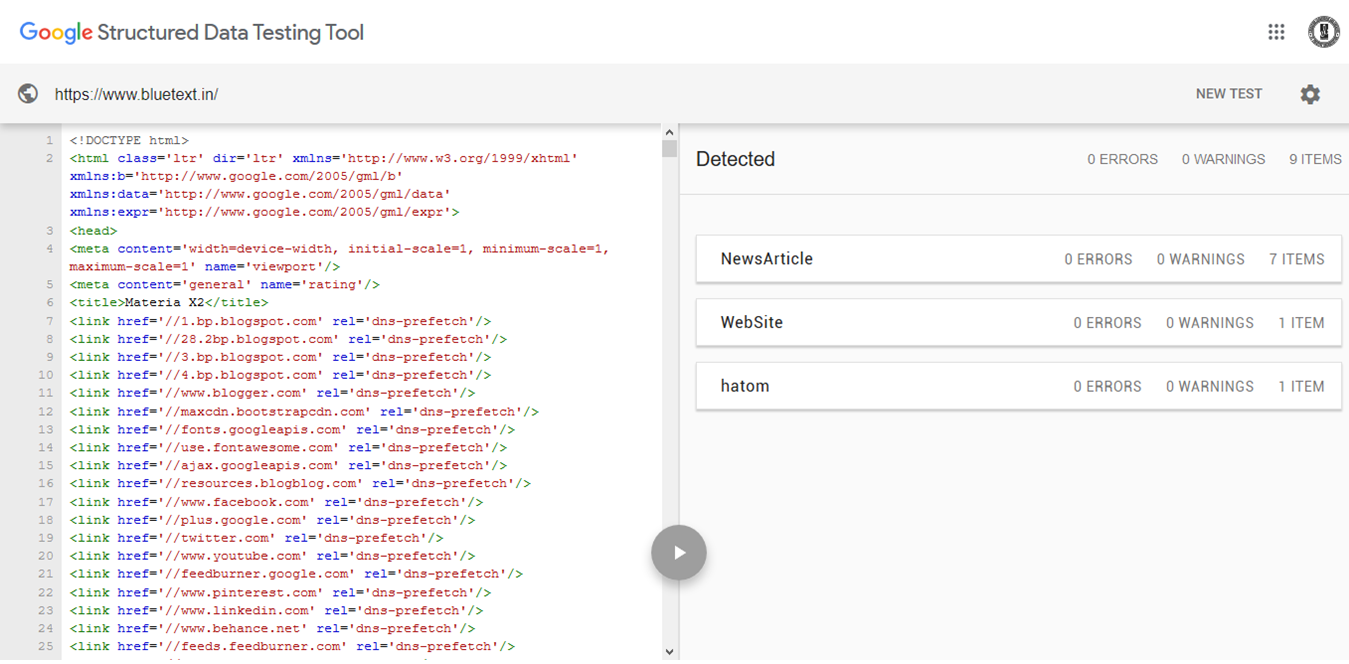 Google Structured Data Testing Tool
https://www.bluetext.in/
NEW TEST
1 <!DOCTYPE html>
2 <html class='ltr' dir='ltr' xmlns='http://www.w3.org/1999/xhtml'
xmlns:b='http://www.google.com/2005/gml/b'
xmlns:data='http://www.google.com/2005/gml/data'
xmlns:expr='http://www.google.com/2005/gml/expr'>
3 <head>
4 <meta content='width=device-width, initial-scale=1, minimum-scale=1,
maximum-scale=1' name='viewport'/>
5 <meta content='general' name='rating'/>
6 <title>Materia X2</title>
7 <link href='//1.bp.blogspot.com' rel='dns-prefetch'/>
8 <link href='//28.2bp.blogspot.com' rel='dns-prefetch'/>
9 <link href='//3.bp.blogspot.com' rel='dns-prefetch'/>
10 <link href='//4.bp.blogspot.com' rel='dns-prefetch'/>
11 <link href='//www.blogger.com' rel='dns-prefetch'/>
12 <link href='//maxcdn.bootstrapcdn.com' rel='dns-prefetch'/>
13 <link href='//fonts.googleapis.com' rel='dns-prefetch'/>
14 <link href='//use.fontawesome.com' rel='dns-prefetch'/>
15 <link href='//ajax.googleapis.com' rel='dns-prefetch'/>
16 <link href='//resources.blogblog.com' rel='dns-prefetch'/>
17 <link href='//www.facebook.com' rel='dns-prefetch'/>
18 <link href='//plus.google.com' rel='dns-prefetch'/>
19 <link href='//twitter.com' rel='dns-prefetch'/>
20 <link href='//www.youtube.com' rel='dns-prefetch'/>
21 <link href='//feedburner.google.com' rel='dns-prefetch'/>
22 <link href='//www.pinterest.com' rel='dns-prefetch'/>
23 <link href='//www.linkedin.com' rel='dns-prefetch'/>
24 <link href='//www.behance.net' rel='dns-prefetch'/>
25 <link href='//feeds.feedburner.com' rel='dns-prefetch'/>
Detected 0 ERRORS 0 WARNINGS 9 ITEMS
NewsArticle 0 ERRORS 0 WARNINGS 7 ITEMS
WebSite 0 ERRORS 0 WARNINGS 1 ITEM
hatom 0 ERRORS 0 WARNINGS 1 ITEM